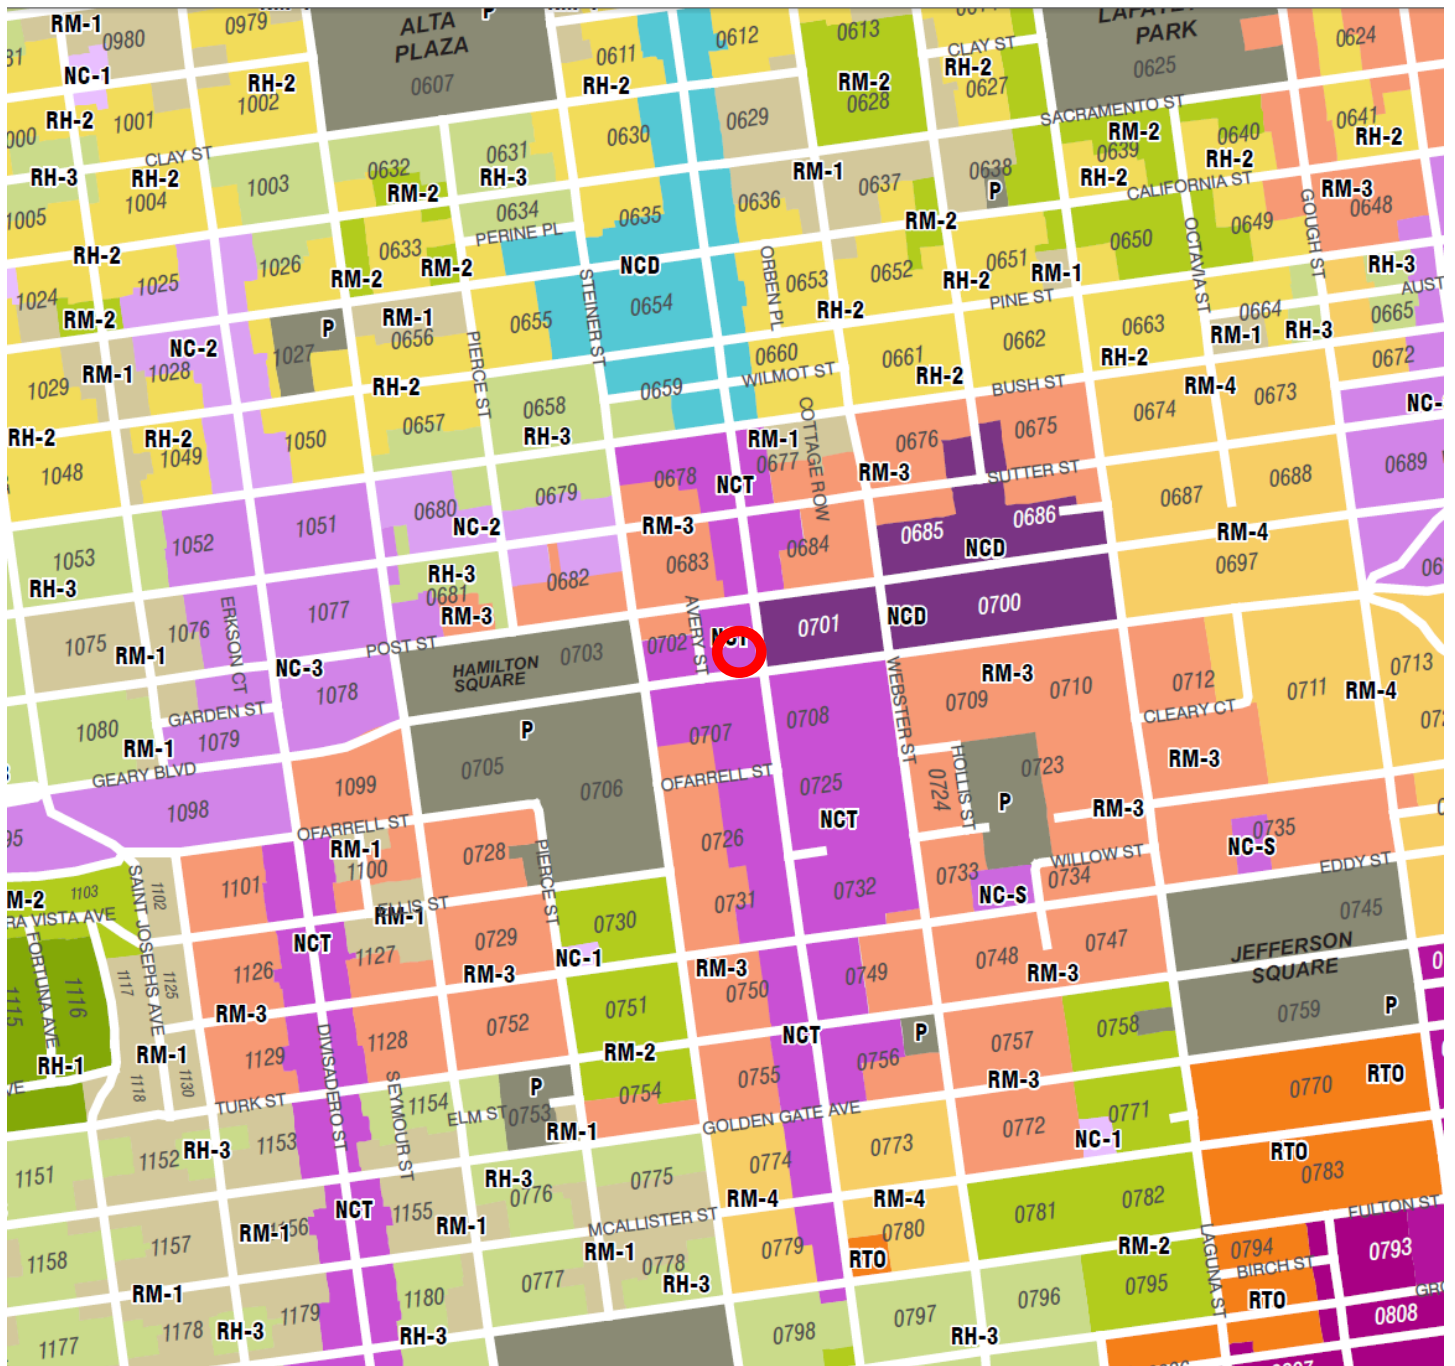 RM-1
0980
0979
ALTA
PLAZA
0607
P
0611
0612
0613
CLAY ST
PARK
0625
0624
NC-1
RH-2
1002
RH-2
RM-2
0628
RH-2
0627
SACRAMENTO ST
RH-2
1001
0630
0629
RM-2
0640
0641
RH-2
CLAY ST
0632
0631
RM-1
0638
P
0639
RH-2
RH-3
RH-2
1003
RM-2
RH-3
0637
RH-2
CALIFORNIA ST
RM-3
1005
1004
0634
0635
0636
RM-2
0650
OCTAVIA ST
0649
GOUGH ST
0648
RH-2
1026
0633
PERINE PL
NCD
ORBEN PL
0653
0652
0651
RM-1
RH-3
1024
1025
RM-2
RM-2
STEINER ST
0654
RH-2
RH-2
PINE ST
0664
0665
RM-2
P
RM-1
0655
0663
RM-1
RH-3
NC-2
1027
0656
PIERCE ST
0660
0661
0662
RH-2
0672
1029
RM-1
1028
RH-2
0659
WILMOT ST
RH-2
BUSH ST
RM-4
0673
RH-2
RH-2
1050
0657
0658
RH-3
RM-1
COTTAGE ROW
0676
0675
0674
1048
1049
0678
0677
RM-3
SUTTER ST
0688
0689
1051
0680
0679
NCT
0687
1053
1052
NC-2
RM-3
0684
0685
0686
RM-4
RH-3
RH-3
0682
0683
NCD
0697
1075
1076
ERKSON CT
1077
0681
RM-3
AVERY ST
NCT
0701
NCD
0700
RM-1
NC-3
POST ST
HAMILTON
SQUARE
0703
0702
WEBSTER ST
RM-3
0712
0713
1080
GARDEN ST
1078
0709
0710
CLEARY CT
0711
RM-4
RM-1
1079
P
0707
0708
GEARY BLVD
0705
0706
OFARRELL ST
0725
0724
HOLLIS ST
0723
RM-3
1098
1099
P
RM-3
OFARRELL ST
NCT
0735
RM-1
0728
PIERCE ST
0726
0733
WILLOW ST
NC-S
EDDY ST
1103
SAINT JOSEPHS AVE
1102
1101
1100
0731
0732
NC-S
0734
FORTUNA AVE
ELLIS ST
RM-1
0730
0745
NCT
1127
0729
NC-1
0748
0747
JEFFERSON
SQUARE
1115
1116
1117
1125
1126
RM-3
RM-3
0750
0749
RM-3
0759
P
RM-3
0752
0751
NCT
P
0757
0758
RH-1
RM-1
1129
DIVISADERO ST
1128
RM-2
0755
0756
RM-3
0770
RTO
1118
1130
TURK ST
SEYMOUR ST
1154
ELM ST
P
0753
0754
GOLDEN GATE AVE
0772
0771
1151
1152
RH-3
1153
RM-1
0774
0773
NC-1
RTO
0783
RH-3
0776
0775
RM-4
RM-4
0781
0782
NCT
1155
RM-1
MCALLISTER ST
0780
LAGUNA ST
FULTON ST
1158
1157
RM-1
RM-1
0779
RTO
RM-2
0794
0793
RM-1
0777
0778
RH-3
0795
BIRCH ST
RTO
0808
1177
1178
RH-3
1179
1180
RH-3
0798
0797
0796
RH-3